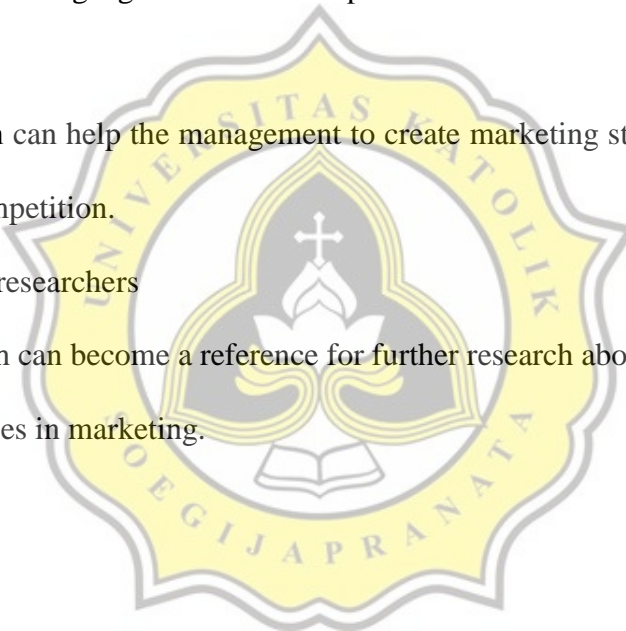 n can help the management to create marketing st
mpetition.
researchers
n can become a reference for further research abo
es in marketing.
UNIVERSITAS KATOLIK
SOEGIJAPRANATA